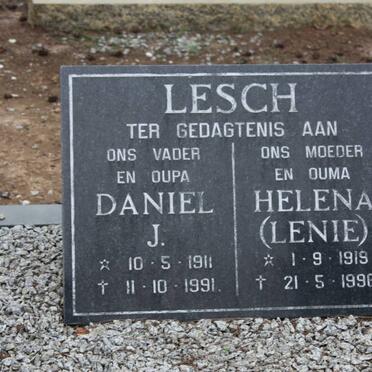 LESCH
TER GEDAGTENIS AAN
ONS VADER
EN OUPA
DANIEL
J.
☆ 10·5·1911
† 11·10·1991.
ONS MOEDER
EN OUMA
HELENA
(LENIE)
☆ 1·9·1919
† 21·5·1996